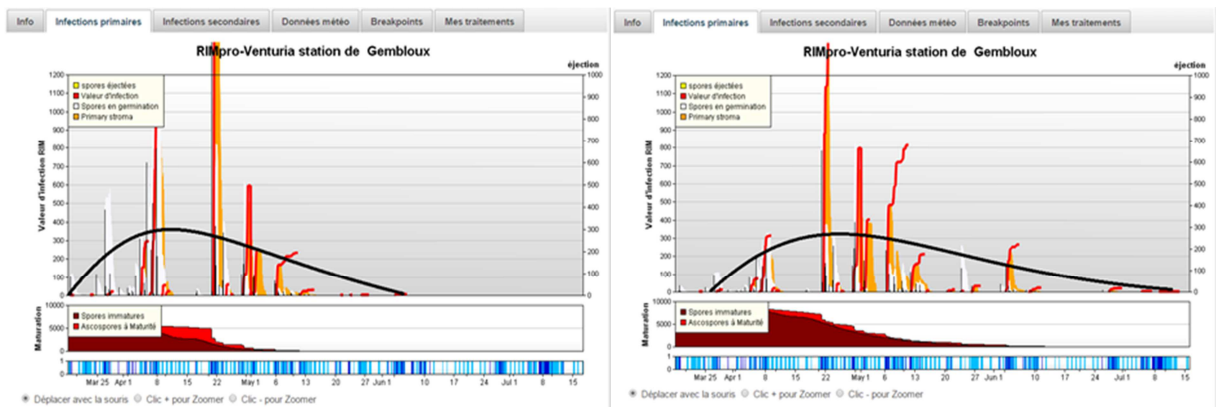 Info Infections primaires Infections secondaires Données météo Breakpoints Mes traitements
RIMpro-Venturia station de Gembloux
éjection
spores éjectées
Valeur d'infection
Spores en germination
Primary stroma
Valeur d'infection RIM
1200
1100
1000
900
800
700
600
500
400
300
200
100
0
1000
900
800
700
600
500
400
300
200
100
0
Spores immatures
Ascospores à Maturité
Maturation
10000
5000
0
1
0
Mar 25 Apr 1 8 15 22 May 1 6 13 20 27 Jun 1 10 17 24 Jul 1 8 15
Déplacer avec la souris Clic + pour Zoomer Clic - pour Zoomer
Info Infections primaires Infections secondaires Données météo Breakpoints Mes traitements
RIMpro-Venturia station de Gembloux
éjection
spores éjectées
Valeur d'infection
Spores en germination
Primary stroma
Valeur d'infection RIM
1200
1100
1000
900
800
700
600
500
400
300
200
100
0
1000
900
800
700
600
500
400
300
200
100
0
Spores immatures
Ascospores à Maturité
Maturation
10000
5000
0
1
0
Mar 25 Apr 1 8 15 22 May 1 6 13 20 27 Jun 1 10 17 24 Jul 1 8 15
Déplacer avec la souris Clic + pour Zoomer Clic - pour Zoomer